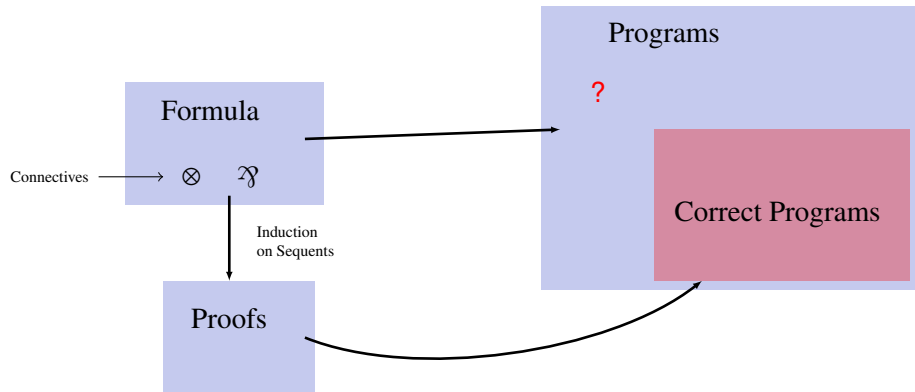 Programs
?
Formula
Connectives
⊗ ⅋
Induction
on Sequents
Correct Programs
Proofs